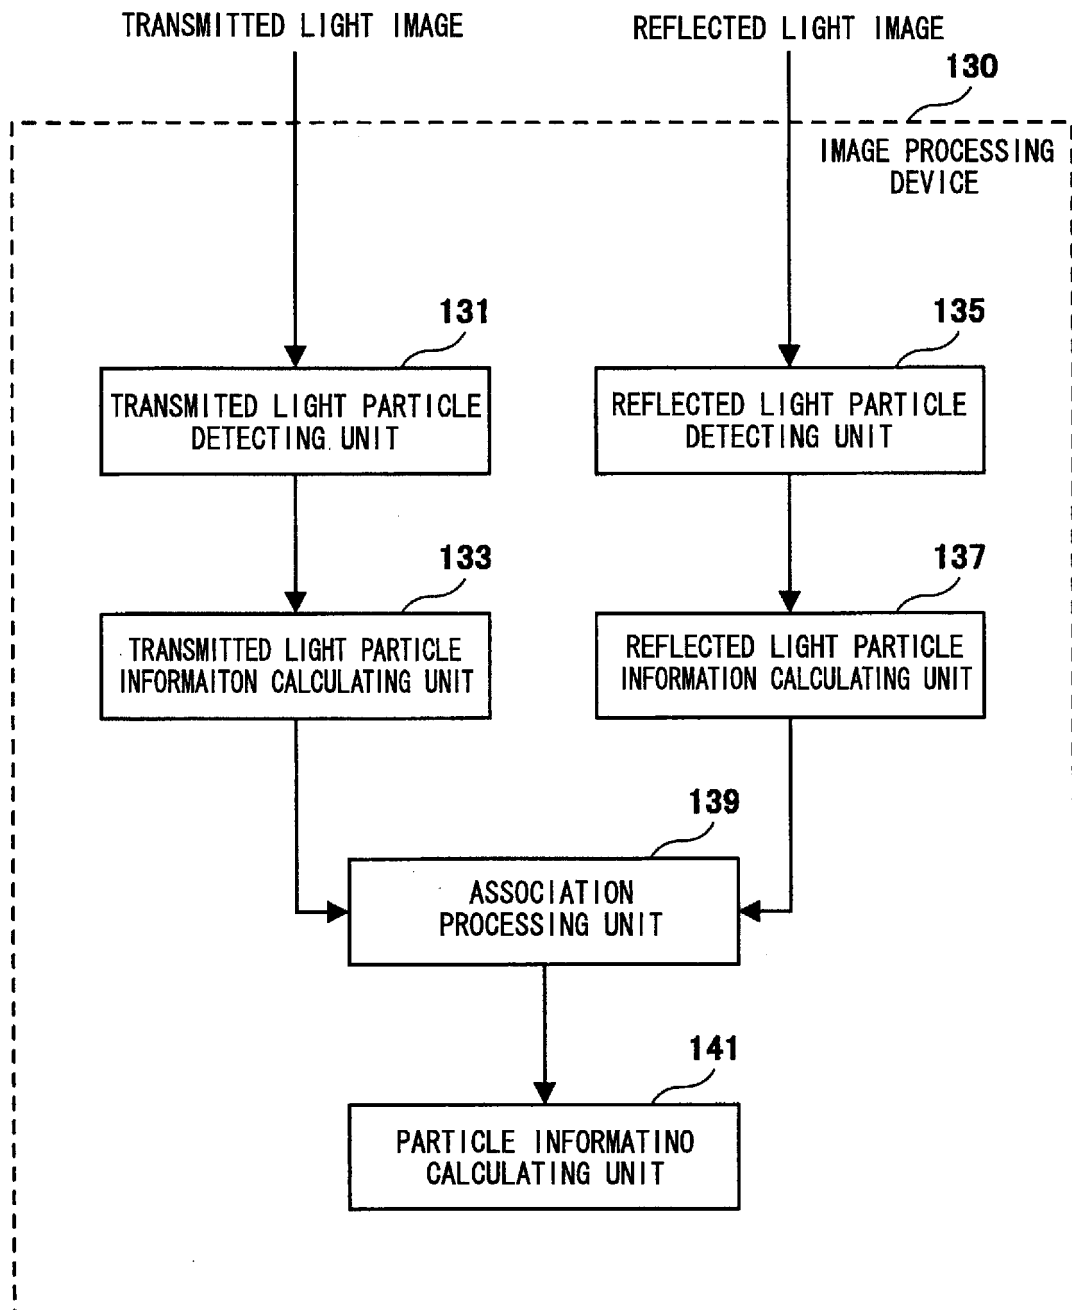 TRANSMITTED LIGHT IMAGE
REFLECTED LIGHT IMAGE
130
IMAGE PROCESSING
DEVICE
131
TRANSMITED LIGHT PARTICLE
DETECTING UNIT
135
REFLECTED LIGHT PARTICLE
DETECTING UNIT
133
TRANSMITTED LIGHT PARTICLE
INFORMAITON CALCULATING UNIT
137
REFLECTED LIGHT PARTICLE
INFORMATION CALCULATING UNIT
139
ASSOCIATION
PROCESSING UNIT
141
PARTICLE INFORMATINO
CALCULATING UNIT